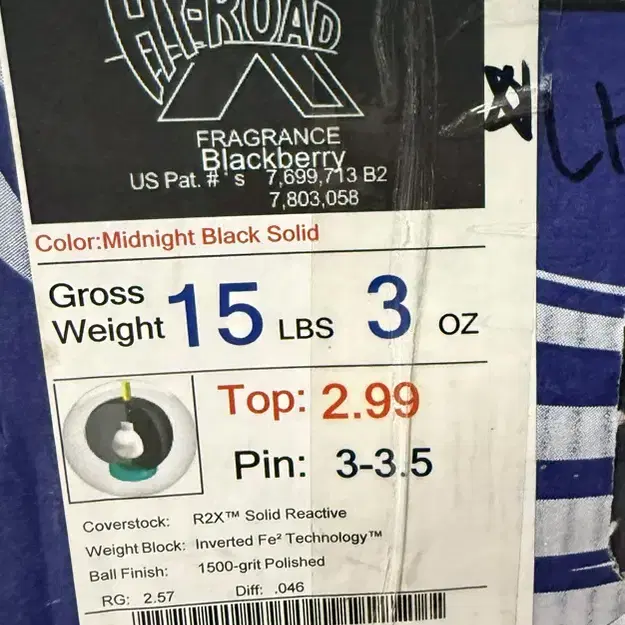 HY-ROAD
X
FRAGRANCE
Blackberry
US Pat. #'s 7,699,713 B2
7,803,058
Color:Midnight Black Solid
Gross Weight 15 LBS 3 OZ
Top: 2.99
Pin: 3-3.5
Coverstock: R2X™ Solid Reactive
Weight Block: Inverted Fe² Technology™
Ball Finish: 1500-grit Polished
RG: 2.57 Diff: .046